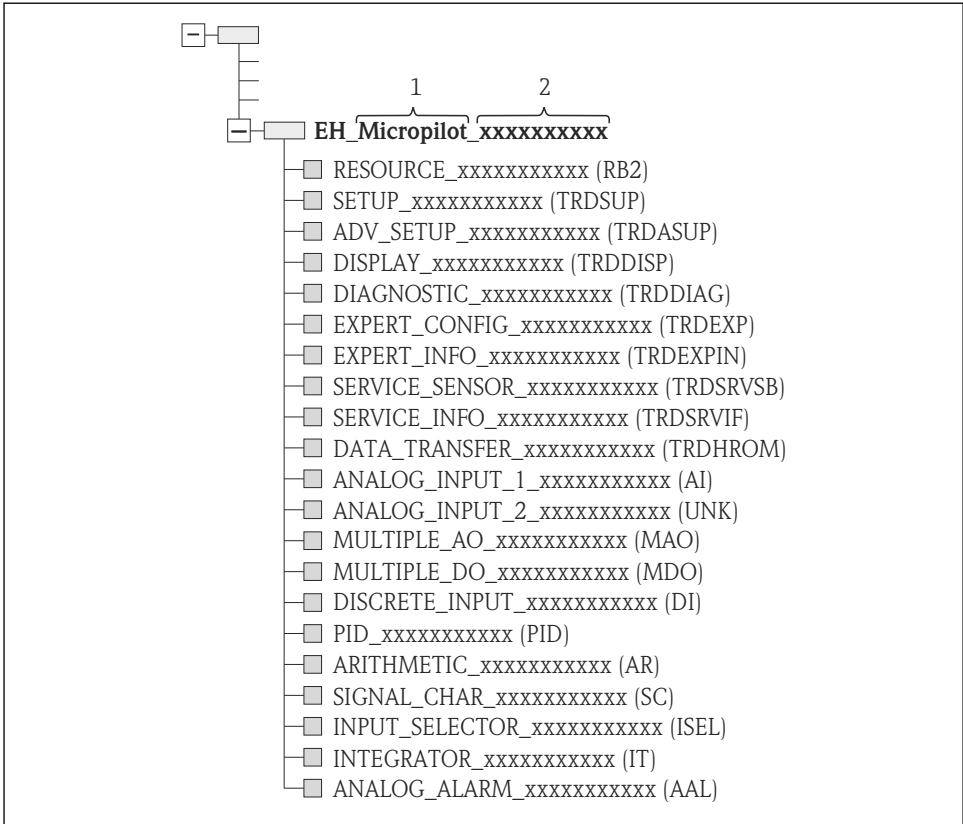 1 2
EH_Micropilot_xxxxxxxxxx
RESOURCE_xxxxxxxxxxx (RB2)
SETUP_xxxxxxxxxxx (TRDSUP)
ADV_SETUP_xxxxxxxxxxx (TRDASUP)
DISPLAY_xxxxxxxxxxx (TRDDISP)
DIAGNOSTIC_xxxxxxxxxxx (TRDDIAG)
EXPERT_CONFIG_xxxxxxxxxxx (TRDEXP)
EXPERT_INFO_xxxxxxxxxxx (TRDEXPIN)
SERVICE_SENSOR_xxxxxxxxxxx (TRDSRVSB)
SERVICE_INFO_xxxxxxxxxxx (TRDSRVIF)
DATA_TRANSFER_xxxxxxxxxxx (TRDHROM)
ANALOG_INPUT_1_xxxxxxxxxxx (AI)
ANALOG_INPUT_2_xxxxxxxxxxx (UNK)
MULTIPLE_AO_xxxxxxxxxxx (MAO)
MULTIPLE_DO_xxxxxxxxxxx (MDO)
DISCRETE_INPUT_xxxxxxxxxxx (DI)
PID_xxxxxxxxxxx (PID)
ARITHMETIC_xxxxxxxxxxx (AR)
SIGNAL_CHAR_xxxxxxxxxxx (SC)
INPUT_SELECTOR_xxxxxxxxxxx (ISEL)
INTEGRATOR_xxxxxxxxxxx (IT)
ANALOG_ALARM_xxxxxxxxxxx (AAL)